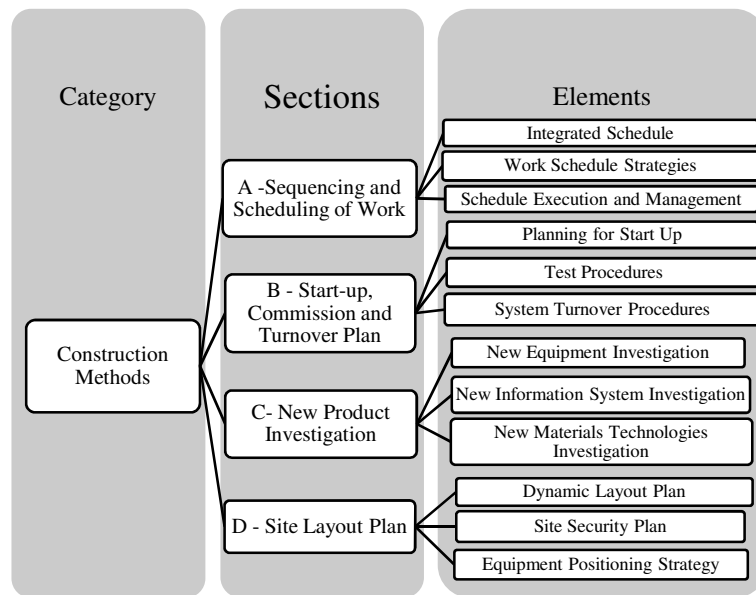 Category
Sections
Elements
Construction
Methods
A -Sequencing and
Scheduling of Work
Integrated Schedule
Work Schedule Strategies
Schedule Execution and Management
B - Start-up,
Commission and
Turnover Plan
Planning for Start Up
Test Procedures
System Turnover Procedures
C- New Product
Investigation
New Equipment Investigation
New Information System Investigation
New Materials Technologies
Investigation
D - Site Layout Plan
Dynamic Layout Plan
Site Security Plan
Equipment Positioning Strategy